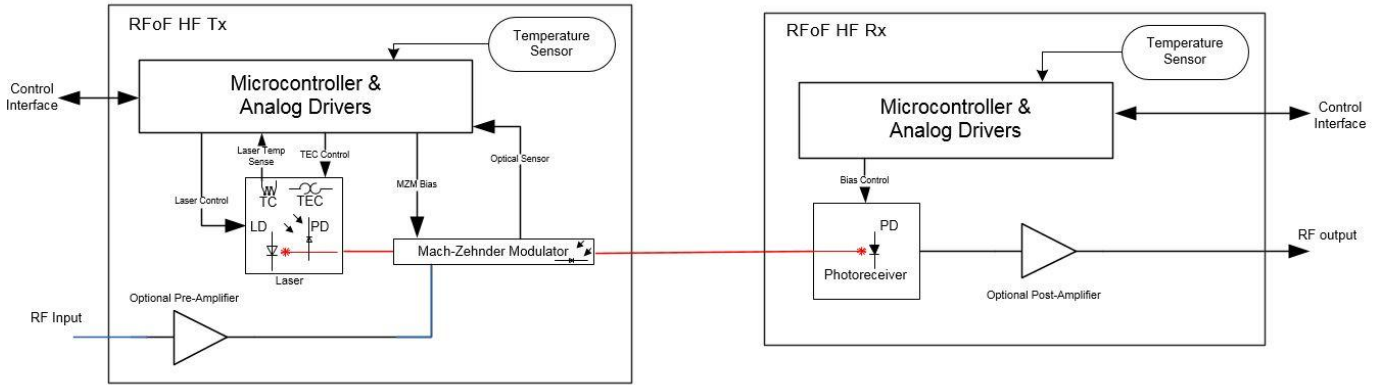 RFoF HF Tx
Temperature
Sensor
Microcontroller &
Analog Drivers
Control
Interface
Laser Temp
Sense
TEC Control
Optical Sensor
MZM Bias
Laser Control
TC
TEC
LD
PD
Mach-Zehnder Modulator
Laser
Optional Pre-Amplifier
RF Input
RFoF HF Rx
Temperature
Sensor
Microcontroller &
Analog Drivers
Control
Interface
Bias Control
PD
Photoreceiver
RF output
Optional Post-Amplifier